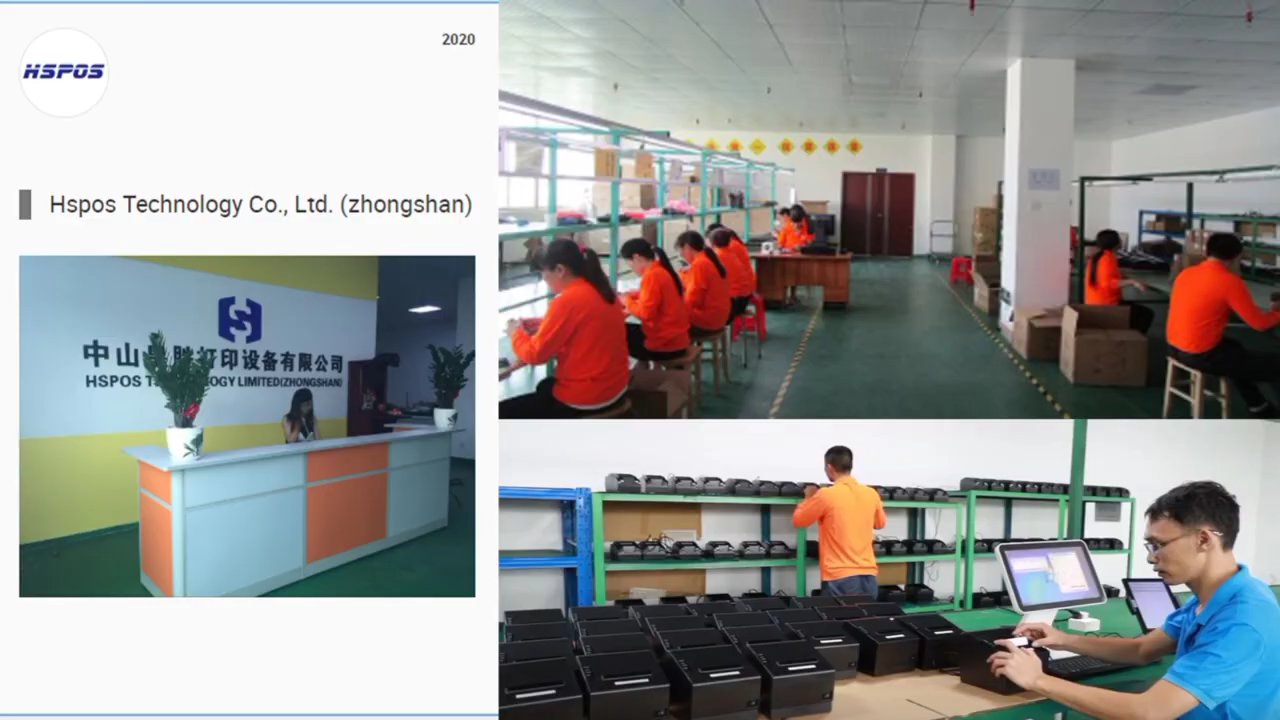 HSPOS
2020
Hspos Technology Co., Ltd. (zhongshan)
中山 打印设备有限公司
HSPOS LIMITED(ZHONGSHAN)